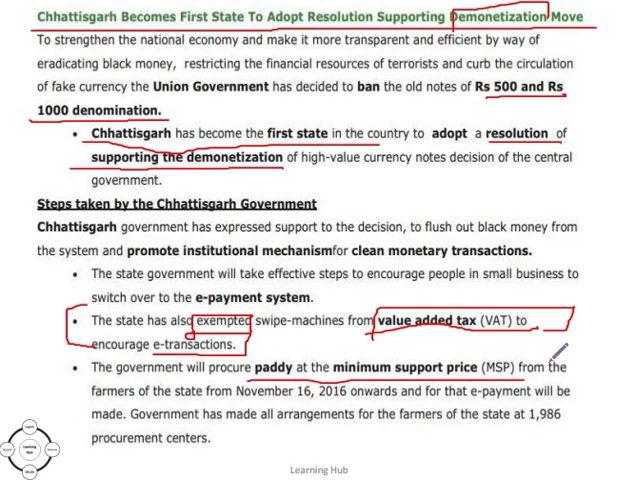 Chhattisgarh Becomes First State To Adopt Resolution Supporting Demonetization Move
To strengthen the national economy and make it more transparent and efficient by way of
eradicating black money, restricting the financial resources of terrorists and curb the circulation
of fake currency the Union Government has decided to ban the old notes of Rs 500 and Rs
1000 denomination.
• Chhattisgarh has become the first state in the country to adopt a resolution of
supporting the demonetization of high-value currency notes decision of the central
government.
Steps taken by the Chhattisgarh Government
Chhattisgarh government has expressed support to the decision, to flush out black money from
the system and promote institutional mechanismfor clean monetary transactions.
• The state government will take effective steps to encourage people in small business to
switch over to the e-payment system.
• The state has also exempted swipe-machines from value added tax (VAT) to
encourage e-transactions.
• The government will procure paddy at the minimum support price (MSP) from the
farmers of the state from November 16, 2016 onwards and for that e-payment will be
made. Government has made all arrangements for the farmers of the state at 1,986
procurement centers.
Learning
Hub
Learning Hub